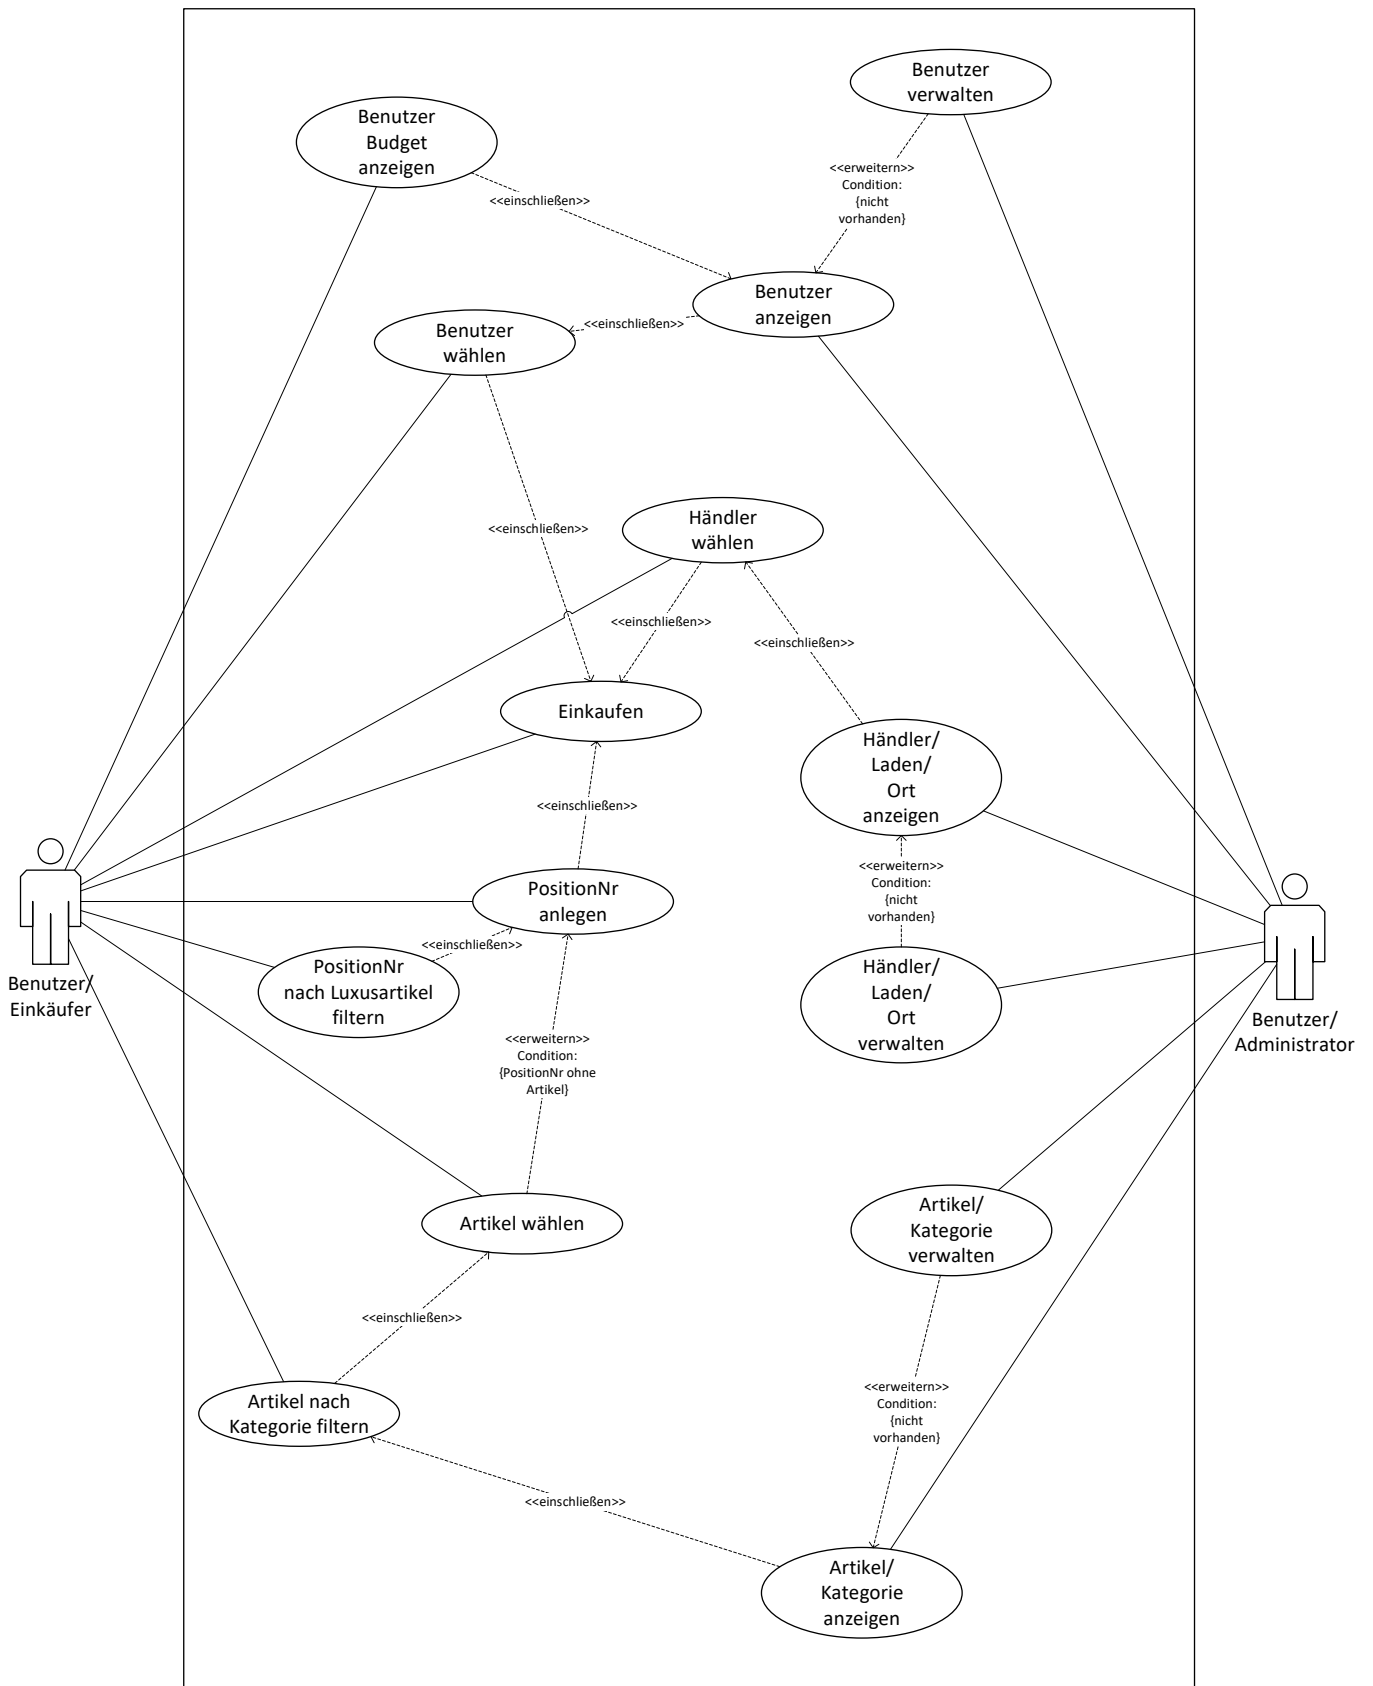 Benutzer
verwalten
Benutzer
Budget
anzeigen
<<erweitern>>
Condition:
{nicht
vorhanden}
<<einschließen>>
Benutzer
anzeigen
<<einschließen>>
Benutzer
wählen
<<einschließen>>
Händler
wählen
<<einschließen>>
<<einschließen>>
Einkaufen
Händler/
Laden/
Ort
anzeigen
<<einschließen>>
<<erweitern>>
Condition:
{nicht
vorhanden}
PositionNr
anlegen
<<einschließen>>
PositionNr
nach Luxusartikel
filtern
Händler/
Laden/
Ort
verwalten
Benutzer/
Einkäufer
Benutzer/
Administrator
<<erweitern>>
Condition:
{PositionNr ohne
Artikel}
Artikel wählen
Artikel/
Kategorie
verwalten
<<einschließen>>
<<erweitern>>
Condition:
{nicht
vorhanden}
Artikel nach
Kategorie filtern
<<einschließen>>
Artikel/
Kategorie
anzeigen